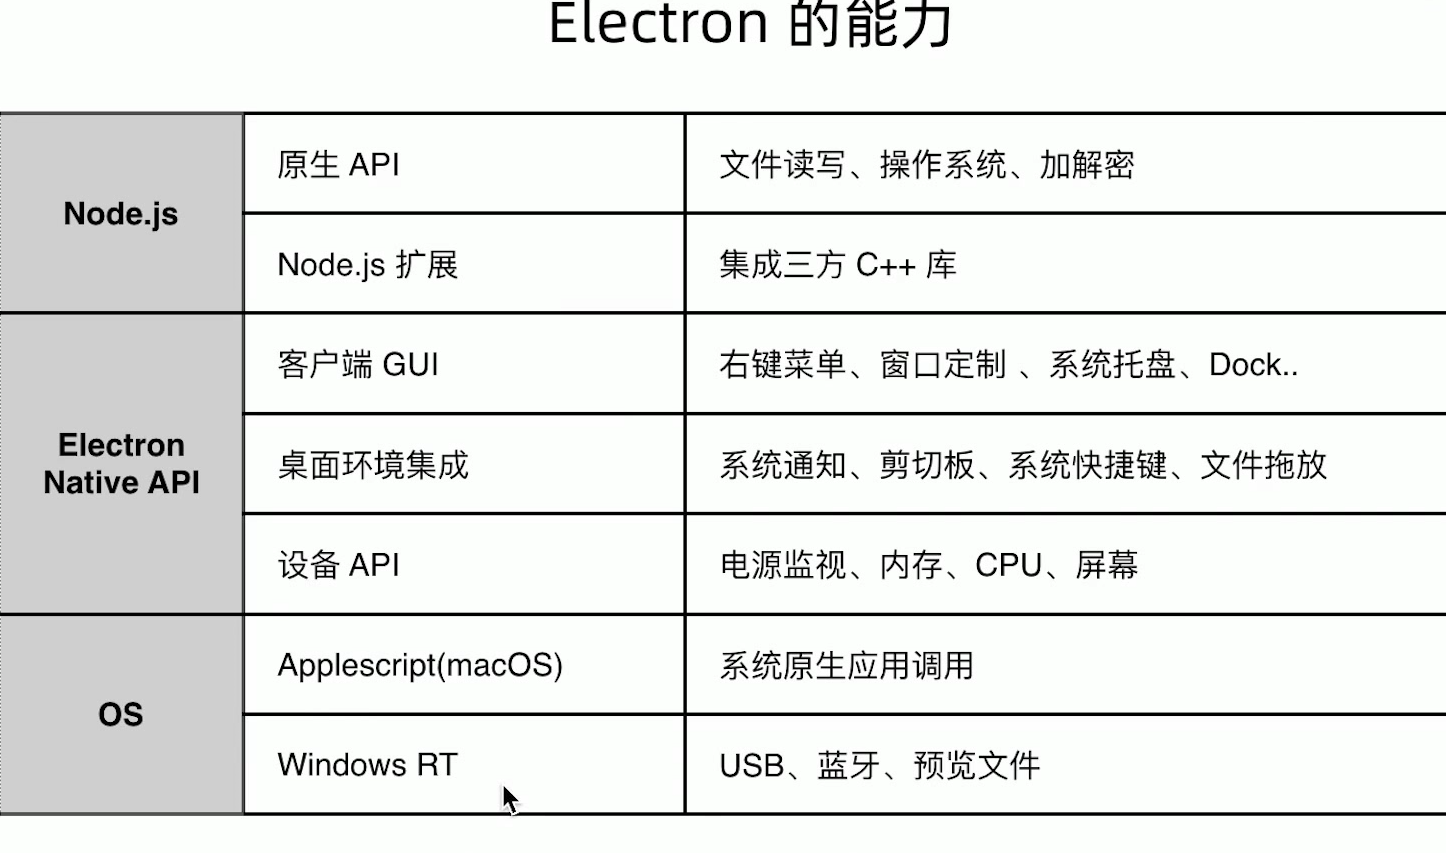 Electron 的能力
Node.js
原生 API
文件读写、操作系统、加解密
Node.js 扩展
集成三方 C++ 库
Electron
Native API
客户端 GUI
右键菜单、窗口定制 、系统托盘、Dock..
桌面环境集成
系统通知、剪切板、系统快捷键、文件拖放
设备 API
电源监视、内存、CPU、屏幕
OS
Applescript(macOS)
系统原生应用调用
Windows RT
USB、蓝牙、预览文件